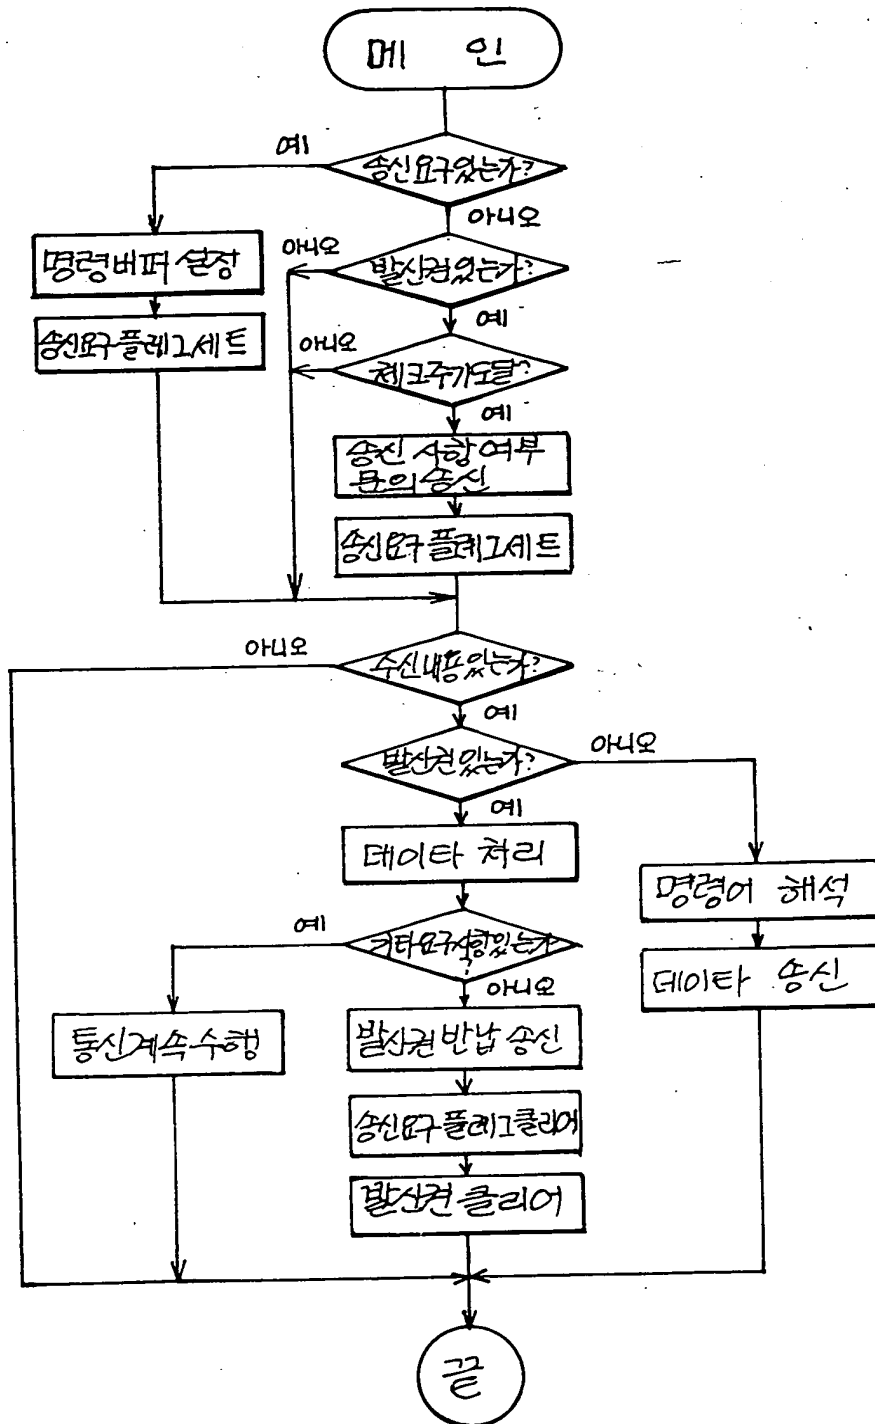 메 인
예
송신요구있는가?
아니오
명령버퍼 설정
아니오
발신권있는가?
예
송신요구플레그세트
아니오
체크주기도달?
예
송신 사항 여부
문의 송신
송신요구플레그세트
아니오
수신내용있는가?
예
발신권있는가?
아니오
예
데이타 처리
명령어 해석
예
기타요구사항있는가
?
아니오
데이타 송신
통신계속수행
발신권 반납 송신
송신요구플레그클리어
발신권 클리어
끝